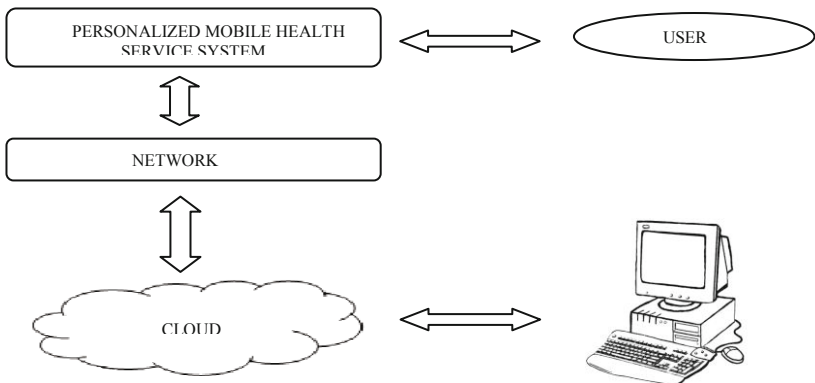 PERSONALIZED MOBILE HEALTH
SERVICE SYSTEM
USER
NETWORK
CLOUD